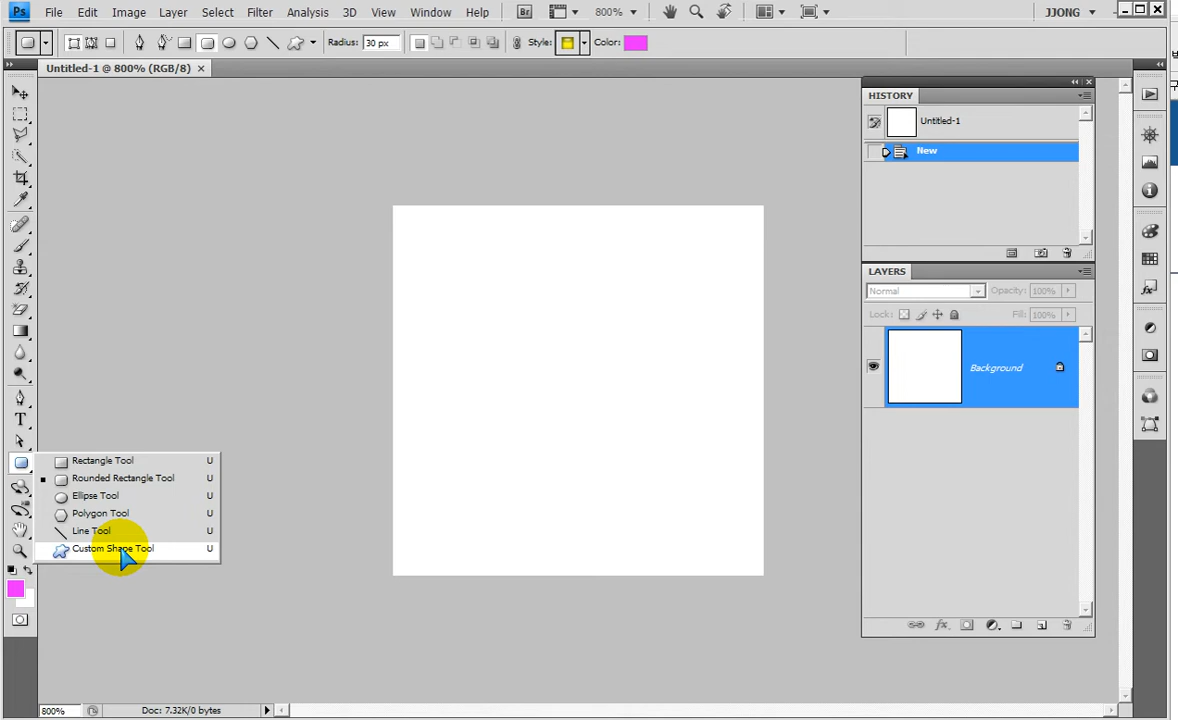 Ps File Edit Image Layer Select Filter Analysis 3D View Window Help Br 800% JJONG
Radius: 30 px Style: Color:
Untitled-1 @ 800% (RGB/8)
HISTORY
Untitled-1
New
LAYERS
Normal Opacity: 100%
Lock: Fill: 100%
Background
Rectangle Tool U
Rounded Rectangle Tool U
Ellipse Tool U
Polygon Tool U
Line Tool U
Custom Shape Tool U
800% Doc: 7.32K/0 bytes